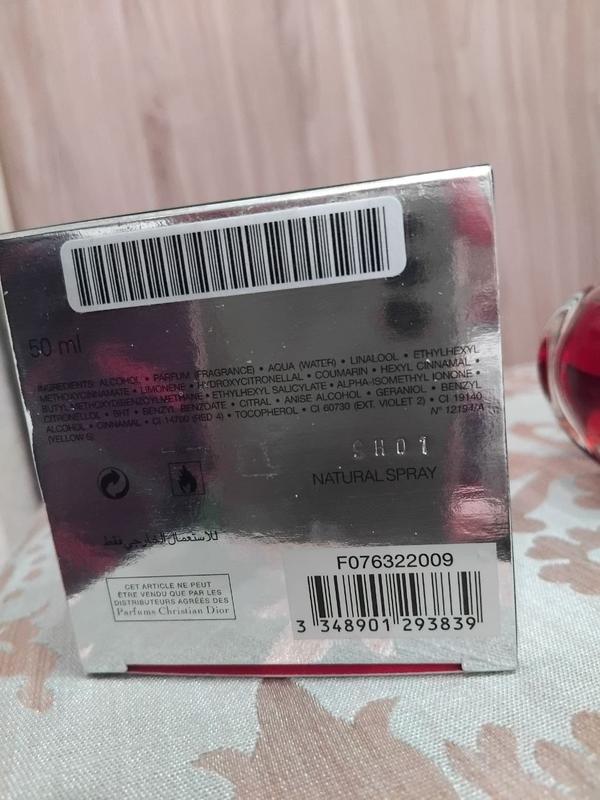 50 ml
INGREDIENTS: ALCOHOL • PARFUM (FRAGRANCE) • AQUA (WATER) • LINALOOL • ETHYLHEXYL
METHOXYCINNAMATE • LIMONENE • HYDROXYCITRONELLAL • COUMARIN • HEXYL CINNAMAL •
BUTYL METHOXYDIBENZOYLMETHANE • ETHYLHEXYL SALICYLATE • ALPHA-ISOMETHYL IONONE •
CITRONELLOL • BHT • BENZYL BENZOATE • CITRAL • ANISE ALCOHOL • GERANIOL • BENZYL
ALCOHOL • CINNAMAL • CI 14700 (RED 4) • TOCOPHEROL • CI 60730 (EXT. VIOLET 2) • CI 19140
(YELLOW 5) N° 12194/A
SH01
NATURAL SPRAY
للاستعمال الخارجي فقط
CET ARTICLE NE PEUT
ÊTRE VENDU QUE PAR LES
DISTRIBUTEURS AGRÉÉS DES
Parfums Christian Dior
F076322009
3 348901 293839